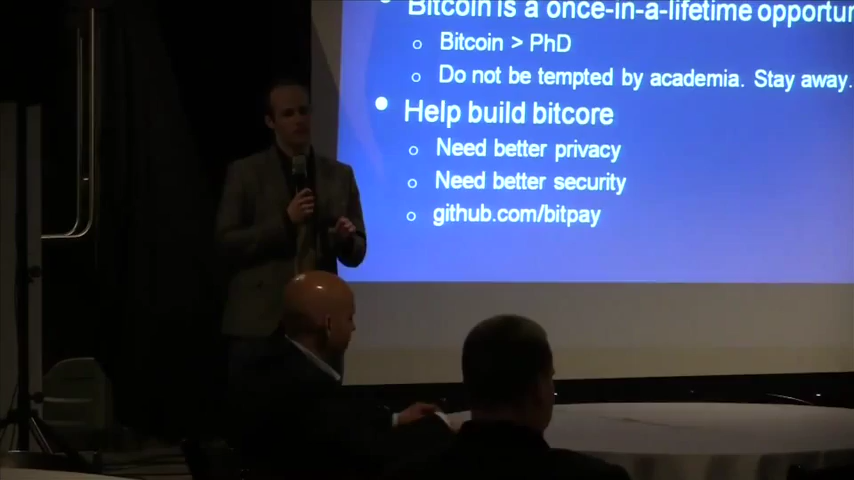 Bitcoin is a once-in-a-lifetime
Bitcoin > PhD
Do not be tempted by academia. Stay away.
Help build bitcore
Need better privacy
Need better security
github.com/bitpay